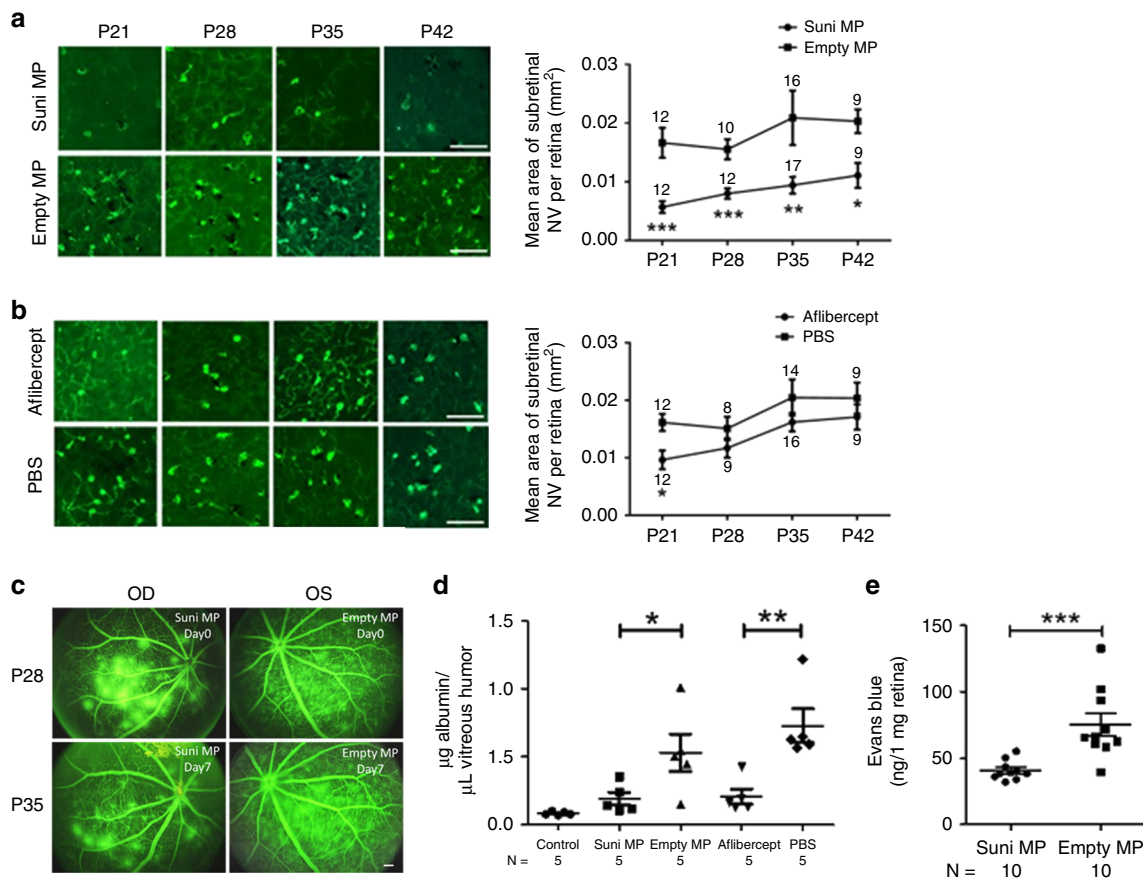 a
P21 P28 P35 P42
Suni MP
Empty MP
Suni MP
Empty MP
Mean area of subretinal
NV per retina (mm²)
0.03
0.02
0.01
0.00
12 10 16 9
12 12 17 9
*** *** ** *
P21 P28 P35 P42
b
Aflibercept
PBS
Aflibercept
PBS
Mean area of subretinal
NV per retina (mm²)
0.03
0.02
0.01
0.00
12 8 14 9
12 9 16 9
*
P21 P28 P35 P42
c
OD OS
P28
P35
Suni MP
Day0
Empty MP
Day0
Suni MP
Day7
Empty MP
Day7
d
µg albumin/
µL vitreous humor
1.5
1.0
1.5
0.0
* **
Control Suni MP Empty MP Aflibercept PBS
N = 5 5 5 5 5
e
Evans blue
(ng/1 mg retina)
150
100
50
0
***
Suni MP Empty MP
N = 10 10